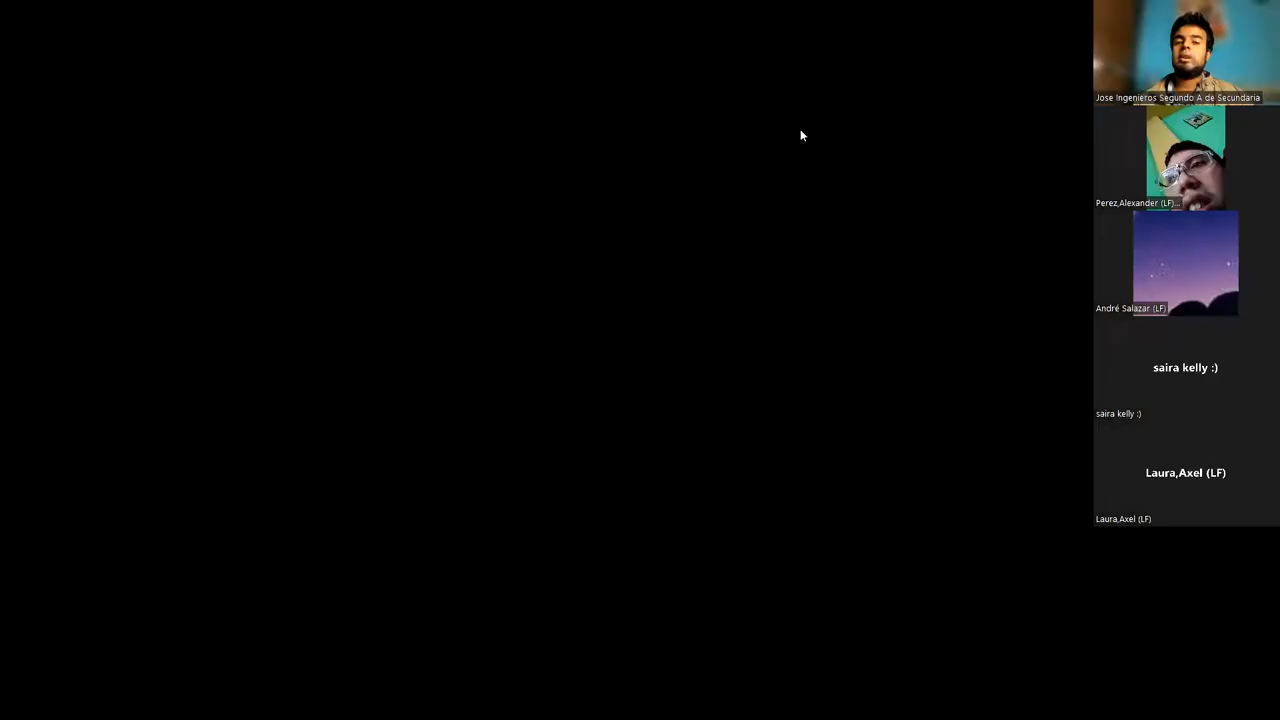 Jose Ingenieros Segundo A de Secundaria
Perez,Alexander (LF)...
André Salazar (LF)
saira kelly :)
saira kelly :)
Laura,Axel (LF)
Laura,Axel (LF)